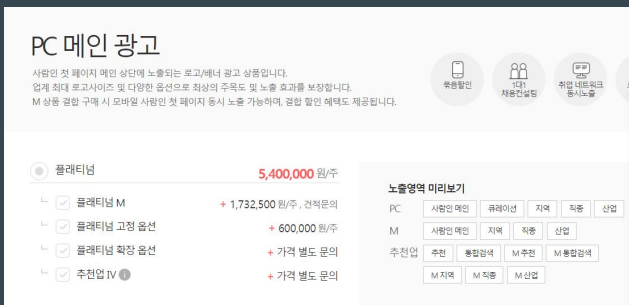 PC 메인 광고
사람인 첫 페이지 메인 상단에 노출되는 로고/배너 광고 상품입니다.
업계 최대 로고사이즈 및 다양한 옵션으로 최상의 주목도 및 노출 효과를 보장합니다.
M 상품 결합 구매 시 모바일 사람인 첫 페이지 동시 노출 가능하며, 결합 할인 혜택도 제공됩니다.
묶음할인
1대1
채용컨설팅
취업 네트워크
동시노출
플래티넘 5,400,000 원/주
플래티넘 M + 1,732,500 원/주 , 견적문의
플래티넘 고정 옵션 + 600,000 원/주
플래티넘 확장 옵션 + 가격 별도 문의
추천업 IV + 가격 별도 문의
노출영역 미리보기
PC 사람인 메인 큐레이션 지역 직종 산업
M 사람인 메인 지역 직종 산업
추천업 추천 통합검색 M 추천 M 통합검색
M 지역 M 직종 M 산업